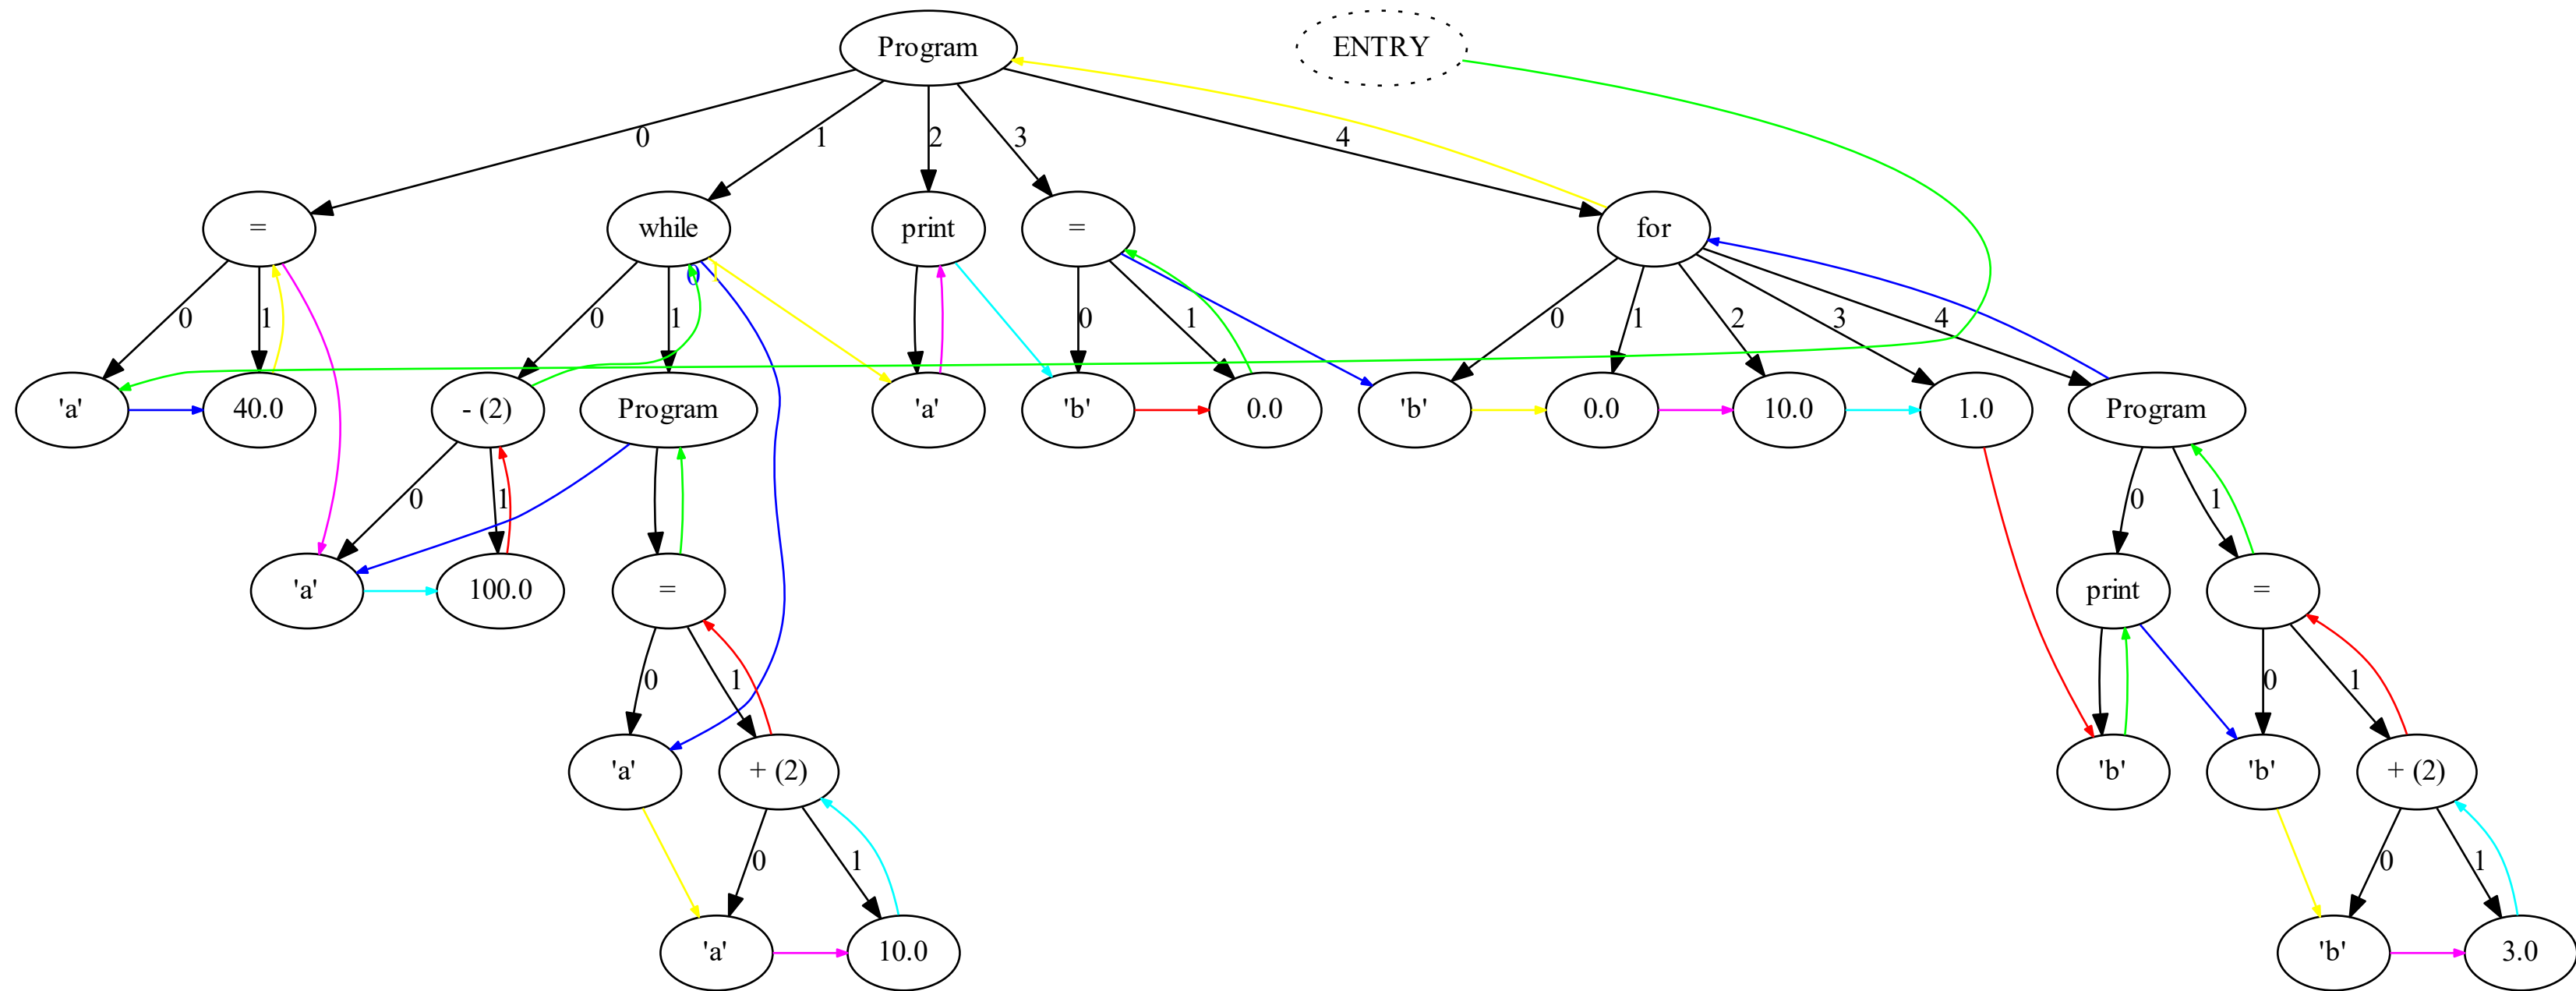 Program
ENTRY
0
1
2
3
4
=
while
print
=
for
0
1
0
1
0
1
0
1
0
1
2
3
4
'a'
40.0
- (2)
Program
'a'
'b'
0.0
'b'
0.0
10.0
1.0
Program
0
1
0
1
'a'
100.0
=
print
=
0
1
0
1
'a'
+ (2)
'b'
'b'
+ (2)
0
1
0
1
'a'
10.0
'b'
3.0